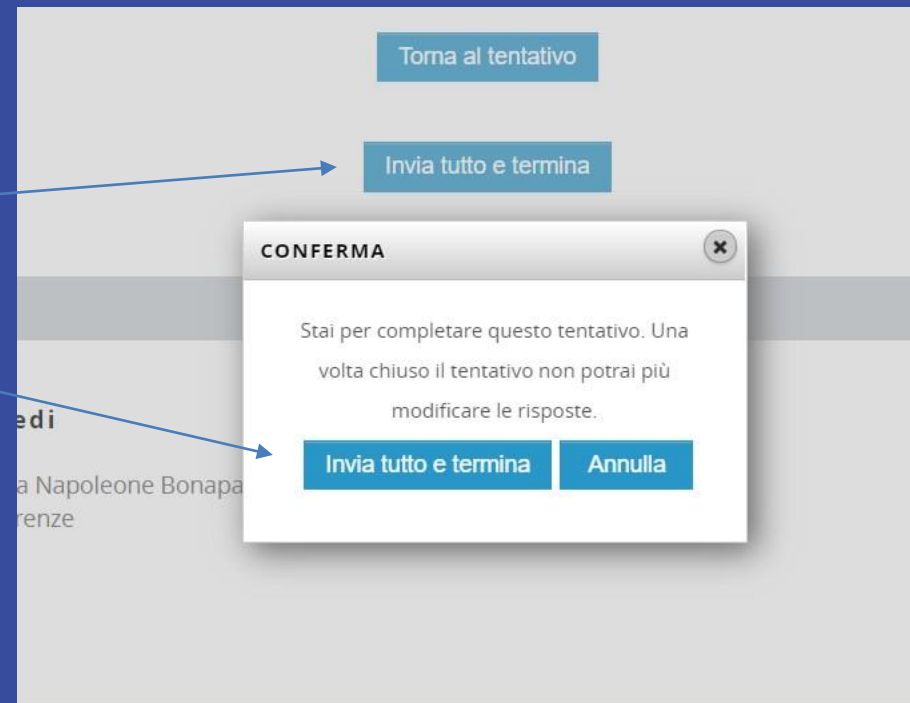 Torna al tentativo
Invia tutto e termina
CONFERMA
Stai per completare questo tentativo. Una
volta chiuso il tentativo non potrai più
modificare le risposte.
Invia tutto e termina
Annulla
edi
a Napoleone Bonapa
renze